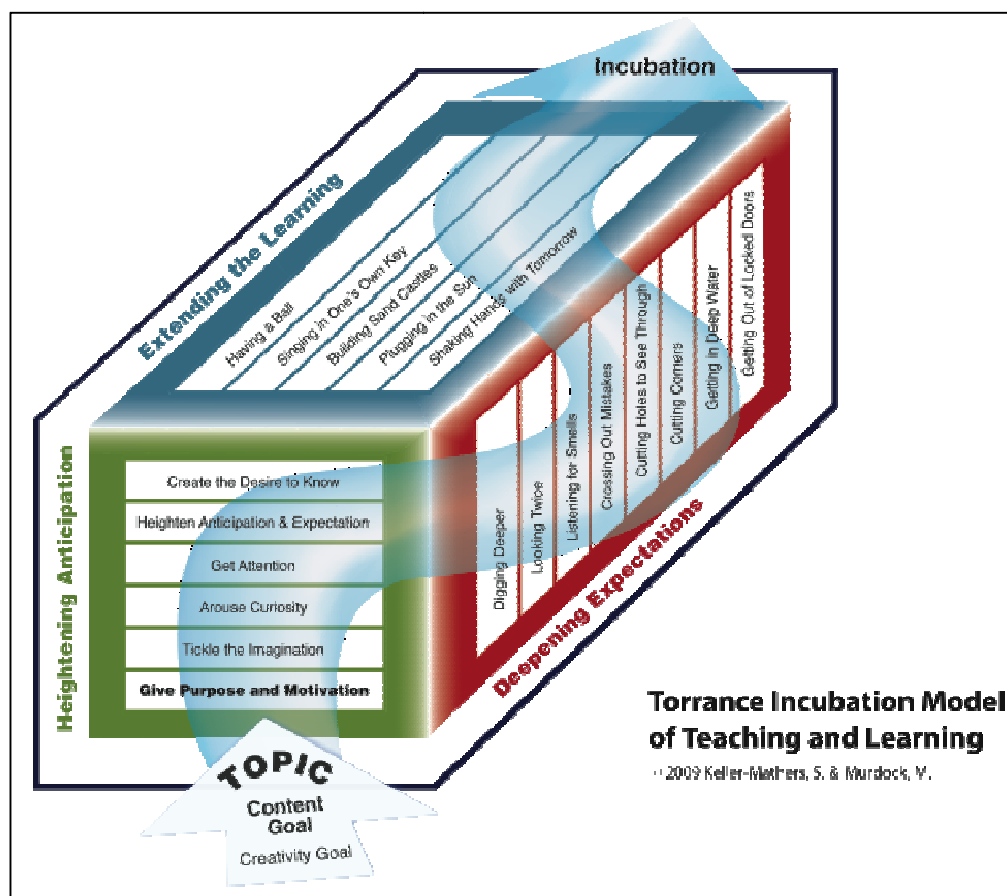 Incubation
Extending the Learning
Having a Ball
Singing in One's Own Key
Building Sand Castles
Plugging in the Sun
Shaking Hands with Tomorrow
Heightening Anticipation
Create the Desire to Know
Heighten Anticipation & Expectation
Get Attention
Arouse Curiosity
Tickle the Imagination
Give Purpose and Motivation
Digging Deeper
Looking Twice
Listening for Smells
Crossing Out Mistakes
Cutting Holes to See Through
Cutting Corners
Getting in Deep Water
Getting Out of Locked Doors
Deepening Expectations
TOPIC
Content
Goal
Creativity Goal
Torrance Incubation Model
of Teaching and Learning
2009 Keller-Mathers, S. & Murdock, M.